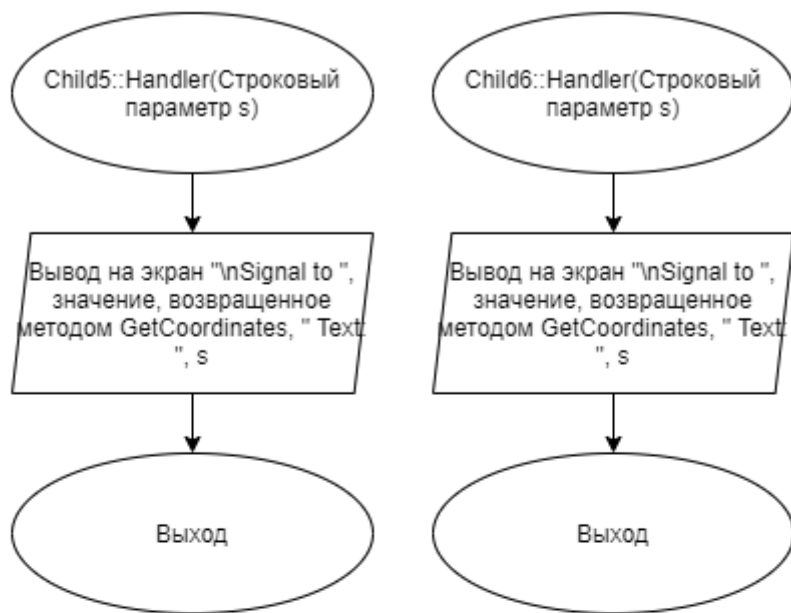 Child5::Handler(Строковый
параметр s)
Вывод на экран "\nSignal to ",
значение, возвращенное
методом GetCoordinates, " Text:
", s
Выход
Child6::Handler(Строковый
параметр s)
Вывод на экран "\nSignal to ",
значение, возвращенное
методом GetCoordinates, " Text:
", s
Выход